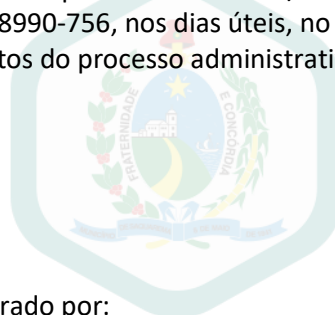 8990-756, nos dias úteis, no
tos do processo administrati
FRATERNIDADE
E CONCÓRDIA
rado por: